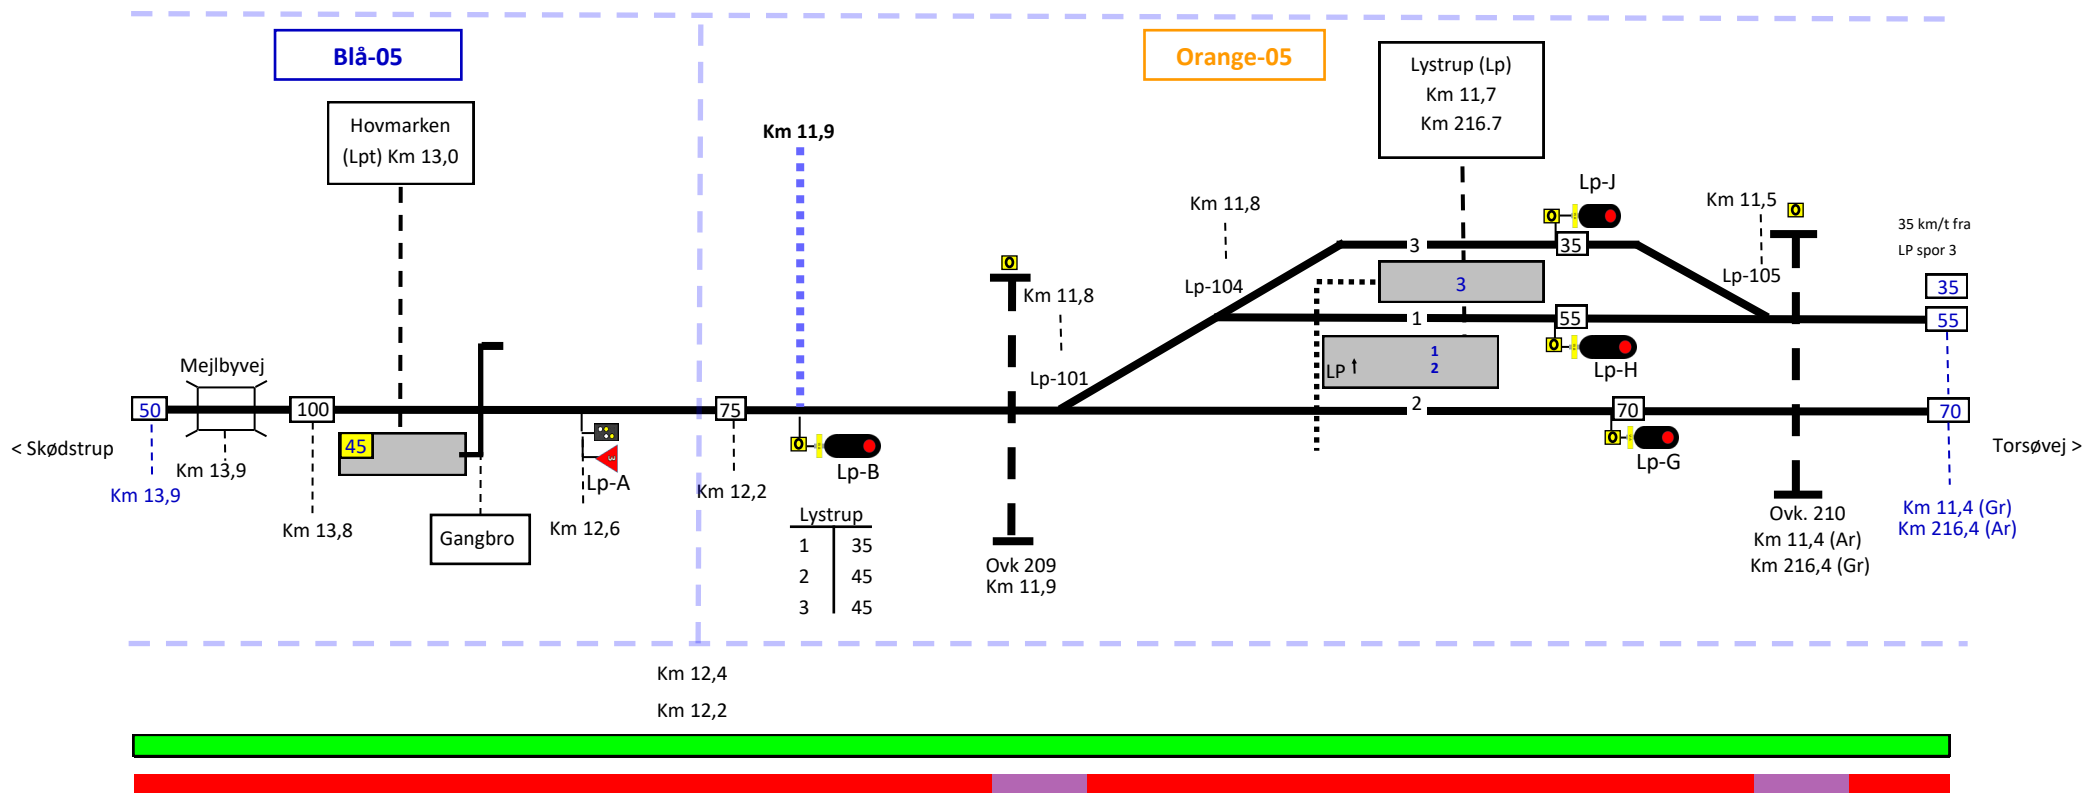 Blå-05
Orange-05
Lystrup (Lp)
Km 11,7
Km 216.7
Hovmarken
(Lpt) Km 13,0
Km 11,9
Lp-J
Km 11,8
Km 11,5
35 km/t fra
LP spor 3
3
35
Km 11,8
Lp-104
3
Lp-105
35
1
55
55
Mejlbyvej
Lp-101
LP
1
2
Lp-H
50
100
75
2
70
70
< Skødstrup
45
Km 13,9
3
Lp-A
Lp-B
Lp-G
Torsøvej >
Km 13,9
Km 13,8
Gangbro
Km 12,6
Km 12,2
Lystrup
1 35
2 45
3 45
Ovk 209
Km 11,9
Ovk. 210
Km 11,4 (Ar)
Km 216,4 (Gr)
Km 11,4 (Gr)
Km 216,4 (Ar)
Km 12,4
Km 12,2